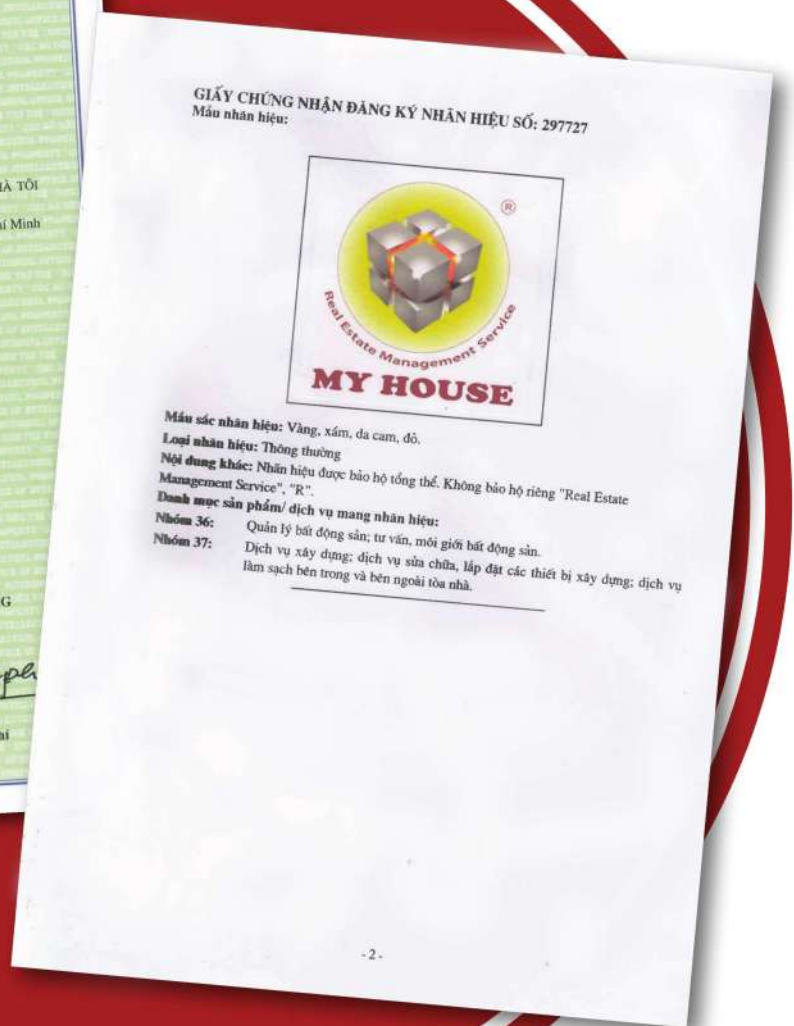 GIẤY CHỨNG NHẬN ĐĂNG KÝ NHÃN HIỆU SỐ: 297727
Mẫu nhãn hiệu:
®
Real Estate Management Service
MY HOUSE
Mẫu sắc nhãn hiệu: Vàng, xám, da cam, đỏ.
Loại nhãn hiệu: Thông thường
Nội dung khác: Nhãn hiệu được bảo hộ tổng thể. Không bảo hộ riêng "Real Estate
Management Service", "R".
Danh mục sản phẩm/ dịch vụ mang nhãn hiệu:
Nhóm 36: Quản lý bất động sản; tư vấn, môi giới bất động sản.
Nhóm 37: Dịch vụ xây dựng; dịch vụ sửa chữa, lắp đặt các thiết bị xây dựng; dịch vụ
làm sạch bên trong và bên ngoài tòa nhà.
- 2 -
À TÔI
í Minh
G